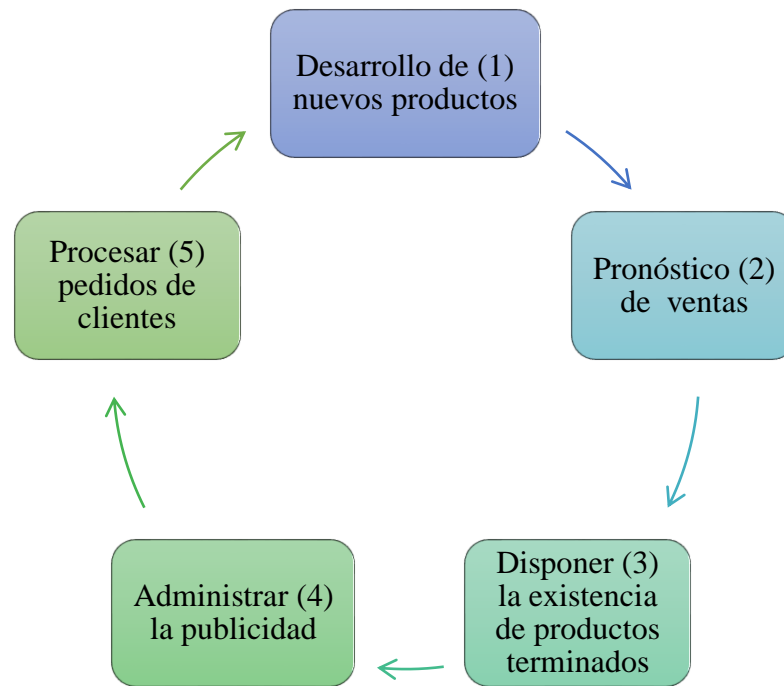 Desarrollo de (1)
nuevos productos
Pronóstico (2)
de ventas
Disponer (3)
la existencia
de productos
terminados
Administrar (4)
la publicidad
Procesar (5)
pedidos de
clientes